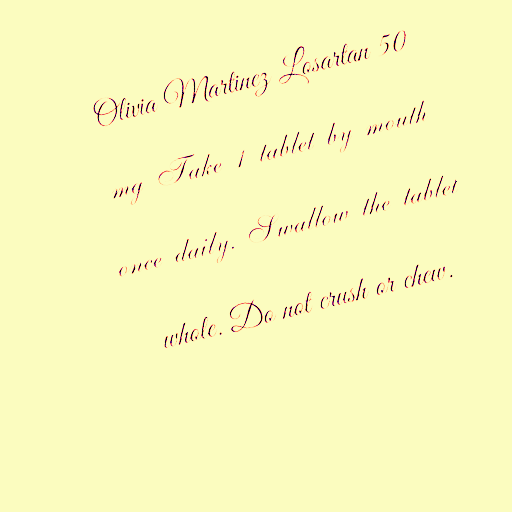 Olivia Martinez Losartan 50
mg Take 1 tablet by mouth
once daily. Swallow the tablet
whole. Do not crush or chew.